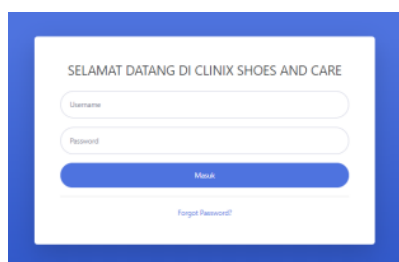 SELAMAT DATANG DI CLINIX SHOES AND CARE
Username
Password
Masuk
Forgot Password?